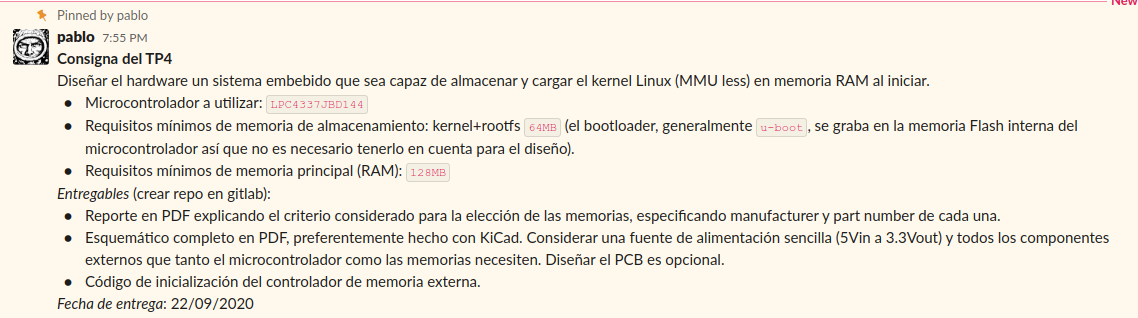 New
Pinned by pablo
pablo 7:55 PM
Consigna del TP4
Diseñar el hardware un sistema embebido que sea capaz de almacenar y cargar el kernel Linux (MMU less) en memoria RAM al iniciar.
● Microcontrolador a utilizar: LPC4337JBD144
● Requisitos mínimos de memoria de almacenamiento: kernel+rootfs 64MB (el bootloader, generalmente u-boot, se graba en la memoria Flash interna del
microcontrolador así que no es necesario tenerlo en cuenta para el diseño).
● Requisitos mínimos de memoria principal (RAM): 128MB
Entregables (crear repo en gitlab):
● Reporte en PDF explicando el criterio considerado para la elección de las memorias, especificando manufacturer y part number de cada una.
● Esquemático completo en PDF, preferentemente hecho con KiCad. Considerar una fuente de alimentación sencilla (5Vin a 3.3Vout) y todos los componentes
externos que tanto el microcontrolador como las memorias necesiten. Diseñar el PCB es opcional.
● Código de inicialización del controlador de memoria externa.
Fecha de entrega: 22/09/2020